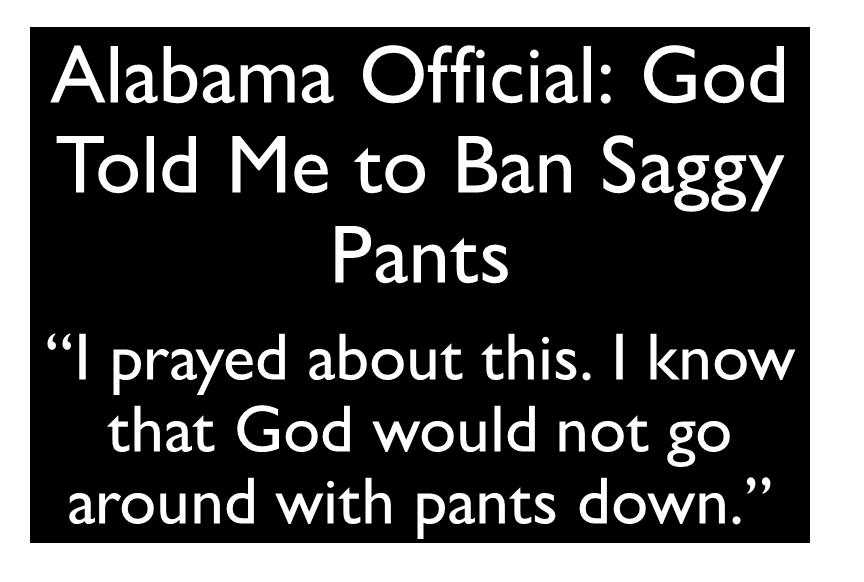 Alabama Official: God
Told Me to Ban Saggy
Pants
“I prayed about this. I know
that God would not go
around with pants down.”